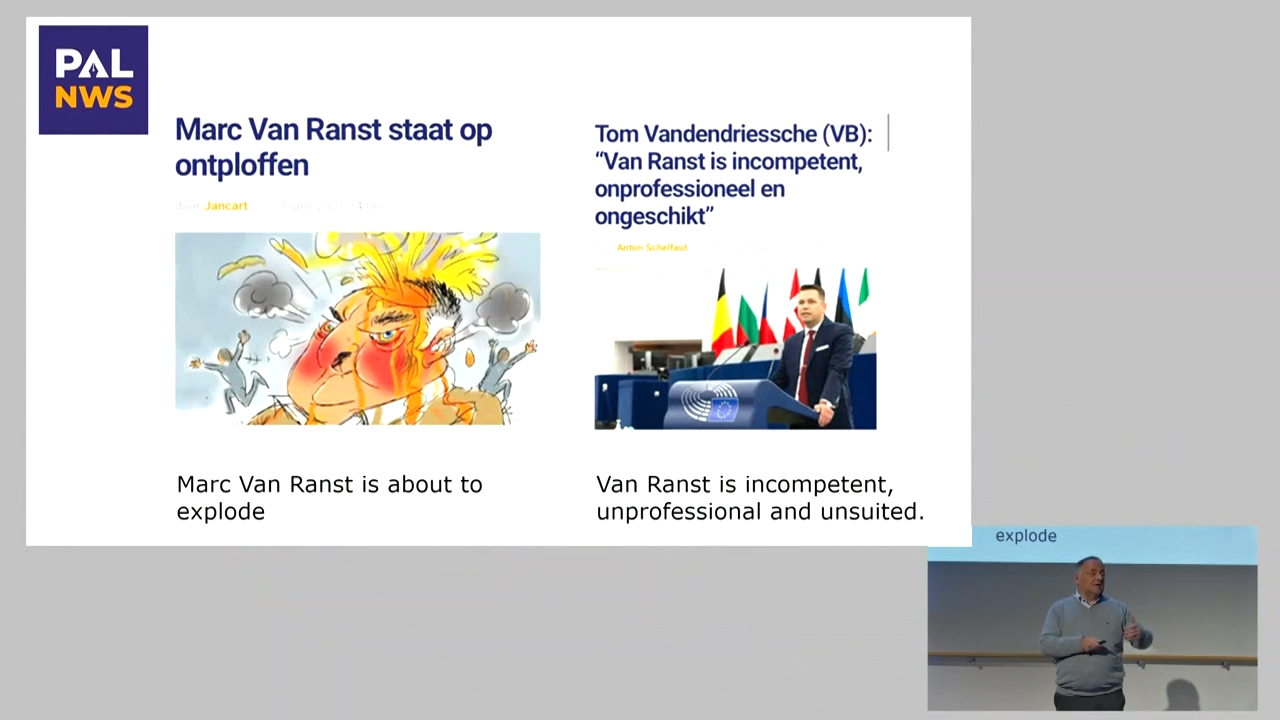 PAL
NWS
Marc Van Ranst staat op
ontploffen
door Jancart
Marc Van Ranst is about to
explode
Tom Vandendriessche (VB):
“Van Ranst is incompetent,
onprofessioneel en
ongeschikt”
Anton Schelfaut
Van Ranst is incompetent,
unprofessional and unsuited.
explode